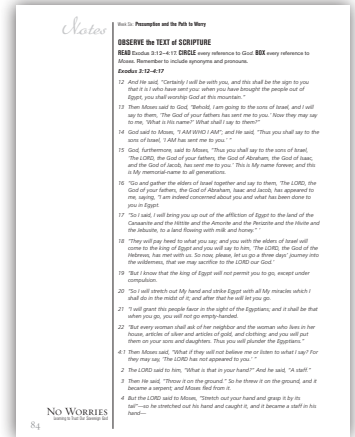 Notes
Week Six: Presumption and the Path to Worry
OBSERVE the TEXT of SCRIPTURE
READ Exodus 3:12–4:17. CIRCLE every reference to God. BOX every reference to
Moses. Remember to include synonyms and pronouns.
Exodus 3:12–4:17
12 And He said, "Certainly I will be with you, and this shall be the sign to you
that it is I who have sent you: when you have brought the people out of
Egypt, you shall worship God at this mountain."
13 Then Moses said to God, "Behold, I am going to the sons of Israel, and I will
say to them, 'The God of your fathers has sent me to you.' Now they may say
to me, 'What is His name?' What shall I say to them?"
14 God said to Moses, "I AM WHO I AM"; and He said, "Thus you shall say to the
sons of Israel, 'I AM has sent me to you.' "
15 God, furthermore, said to Moses, "Thus you shall say to the sons of Israel,
'The LORD, the God of your fathers, the God of Abraham, the God of Isaac,
and the God of Jacob, has sent me to you.' This is My name forever, and this
is My memorial-name to all generations.
16 "Go and gather the elders of Israel together and say to them, 'The LORD, the
God of your fathers, the God of Abraham, Isaac and Jacob, has appeared to
me, saying, "I am indeed concerned about you and what has been done to
you in Egypt.
17 "So I said, I will bring you up out of the affliction of Egypt to the land of the
Canaanite and the Hittite and the Amorite and the Perizzite and the Hivite and
the Jebusite, to a land flowing with milk and honey." '
18 "They will pay heed to what you say; and you with the elders of Israel will
come to the king of Egypt and you will say to him, 'The LORD, the God of the
Hebrews, has met with us. So now, please, let us go a three days' journey into
the wilderness, that we may sacrifice to the LORD our God.'
19 "But I know that the king of Egypt will not permit you to go, except under
compulsion.
20 "So I will stretch out My hand and strike Egypt with all My miracles which I
shall do in the midst of it; and after that he will let you go.
21 "I will grant this people favor in the sight of the Egyptians; and it shall be that
when you go, you will not go empty-handed.
22 "But every woman shall ask of her neighbor and the woman who lives in her
house, articles of silver and articles of gold, and clothing; and you will put
them on your sons and daughters. Thus you will plunder the Egyptians."
4:1 Then Moses said, "What if they will not believe me or listen to what I say? For
they may say, 'The LORD has not appeared to you.' "
2 The LORD said to him, "What is that in your hand?" And he said, "A staff."
3 Then He said, "Throw it on the ground." So he threw it on the ground, and it
became a serpent; and Moses fled from it.
4 But the LORD said to Moses, "Stretch out your hand and grasp it by its
tail"—so he stretched out his hand and caught it, and it became a staff in his
hand—
NO WORRIES
Learning to Trust Our Sovereign God
84